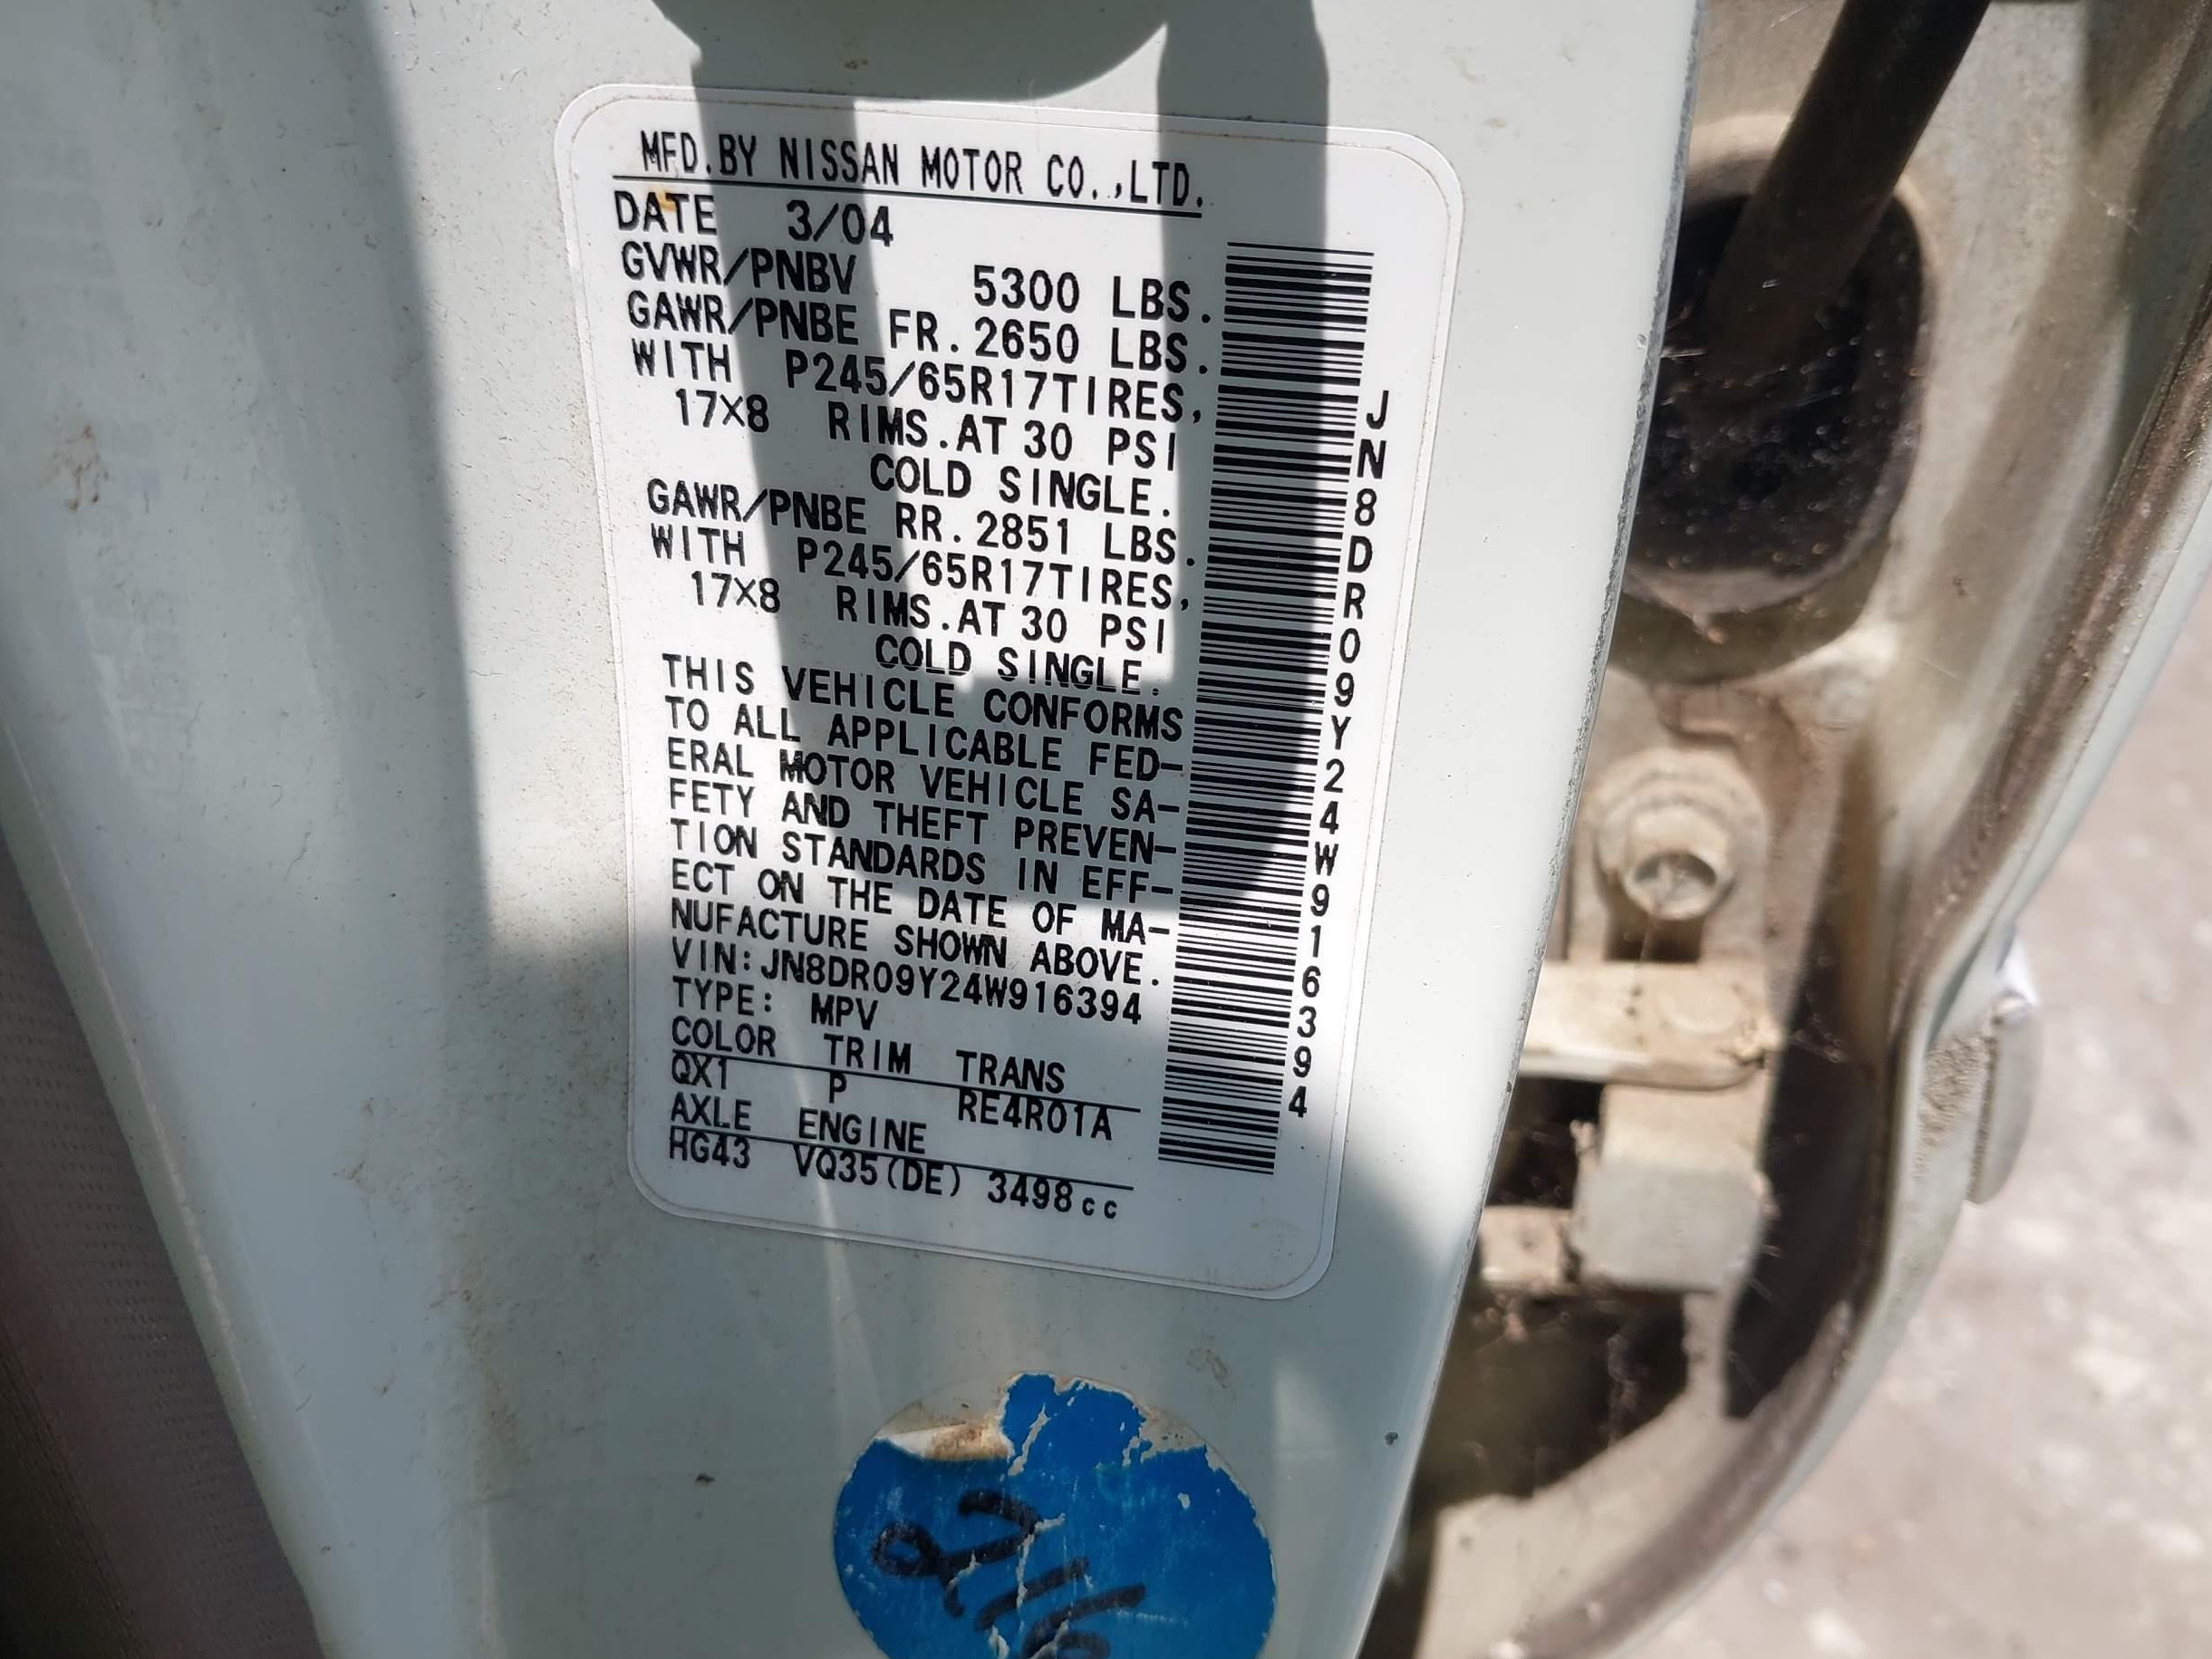 MFD.BY NISSAN MOTOR CO.,LTD.
DATE 3/04
GVWR/PNBV 5300 LBS.
GAWR/PNBE FR.2650 LBS.
WITH P245/65R17TIRES,
17X8 RIMS.AT 30 PSI
COLD SINGLE.
GAWR/PNBE RR.2851 LBS.
WITH P245/65R17TIRES,
17X8 RIMS.AT 30 PSI
COLD SINGLE.
THIS VEHICLE CONFORMS
TO ALL APPLICABLE FED-
ERAL MOTOR VEHICLE SA-
FETY AND THEFT PREVEN-
TION STANDARDS IN EFF-
ECT ON THE DATE OF MA-
NUFACTURE SHOWN ABOVE.
VIN:JN8DR09Y24W916394
TYPE: MPV
COLOR TRIM TRANS
QX1 P RE4R01A
AXLE ENGINE
HG43 VQ35(DE) 3498cc
JN8DR09Y24W916394